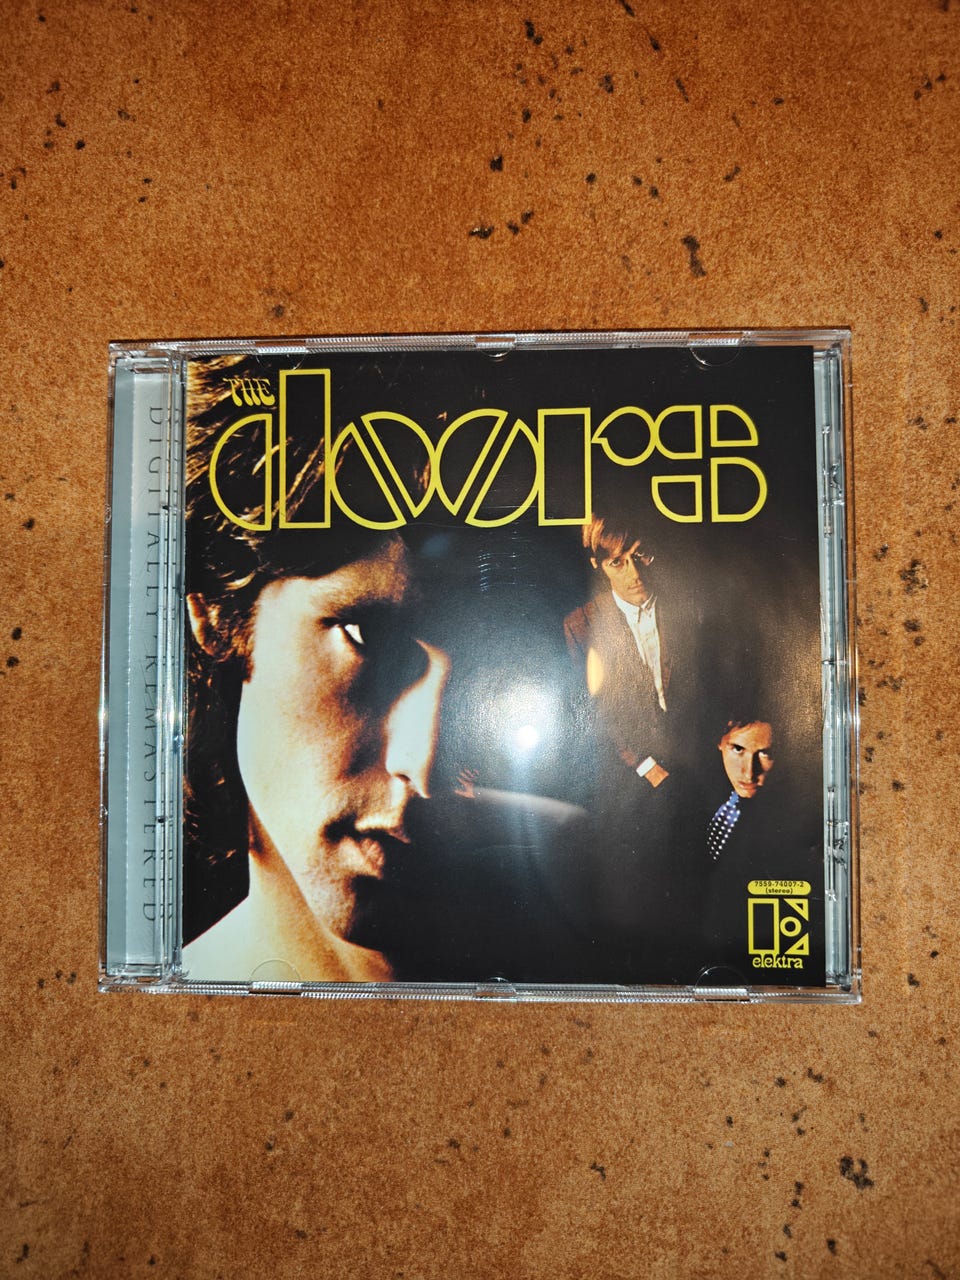 THE
doors
DIGITALLY REMASTERED
7559-74007-2
(stereo)
elektra